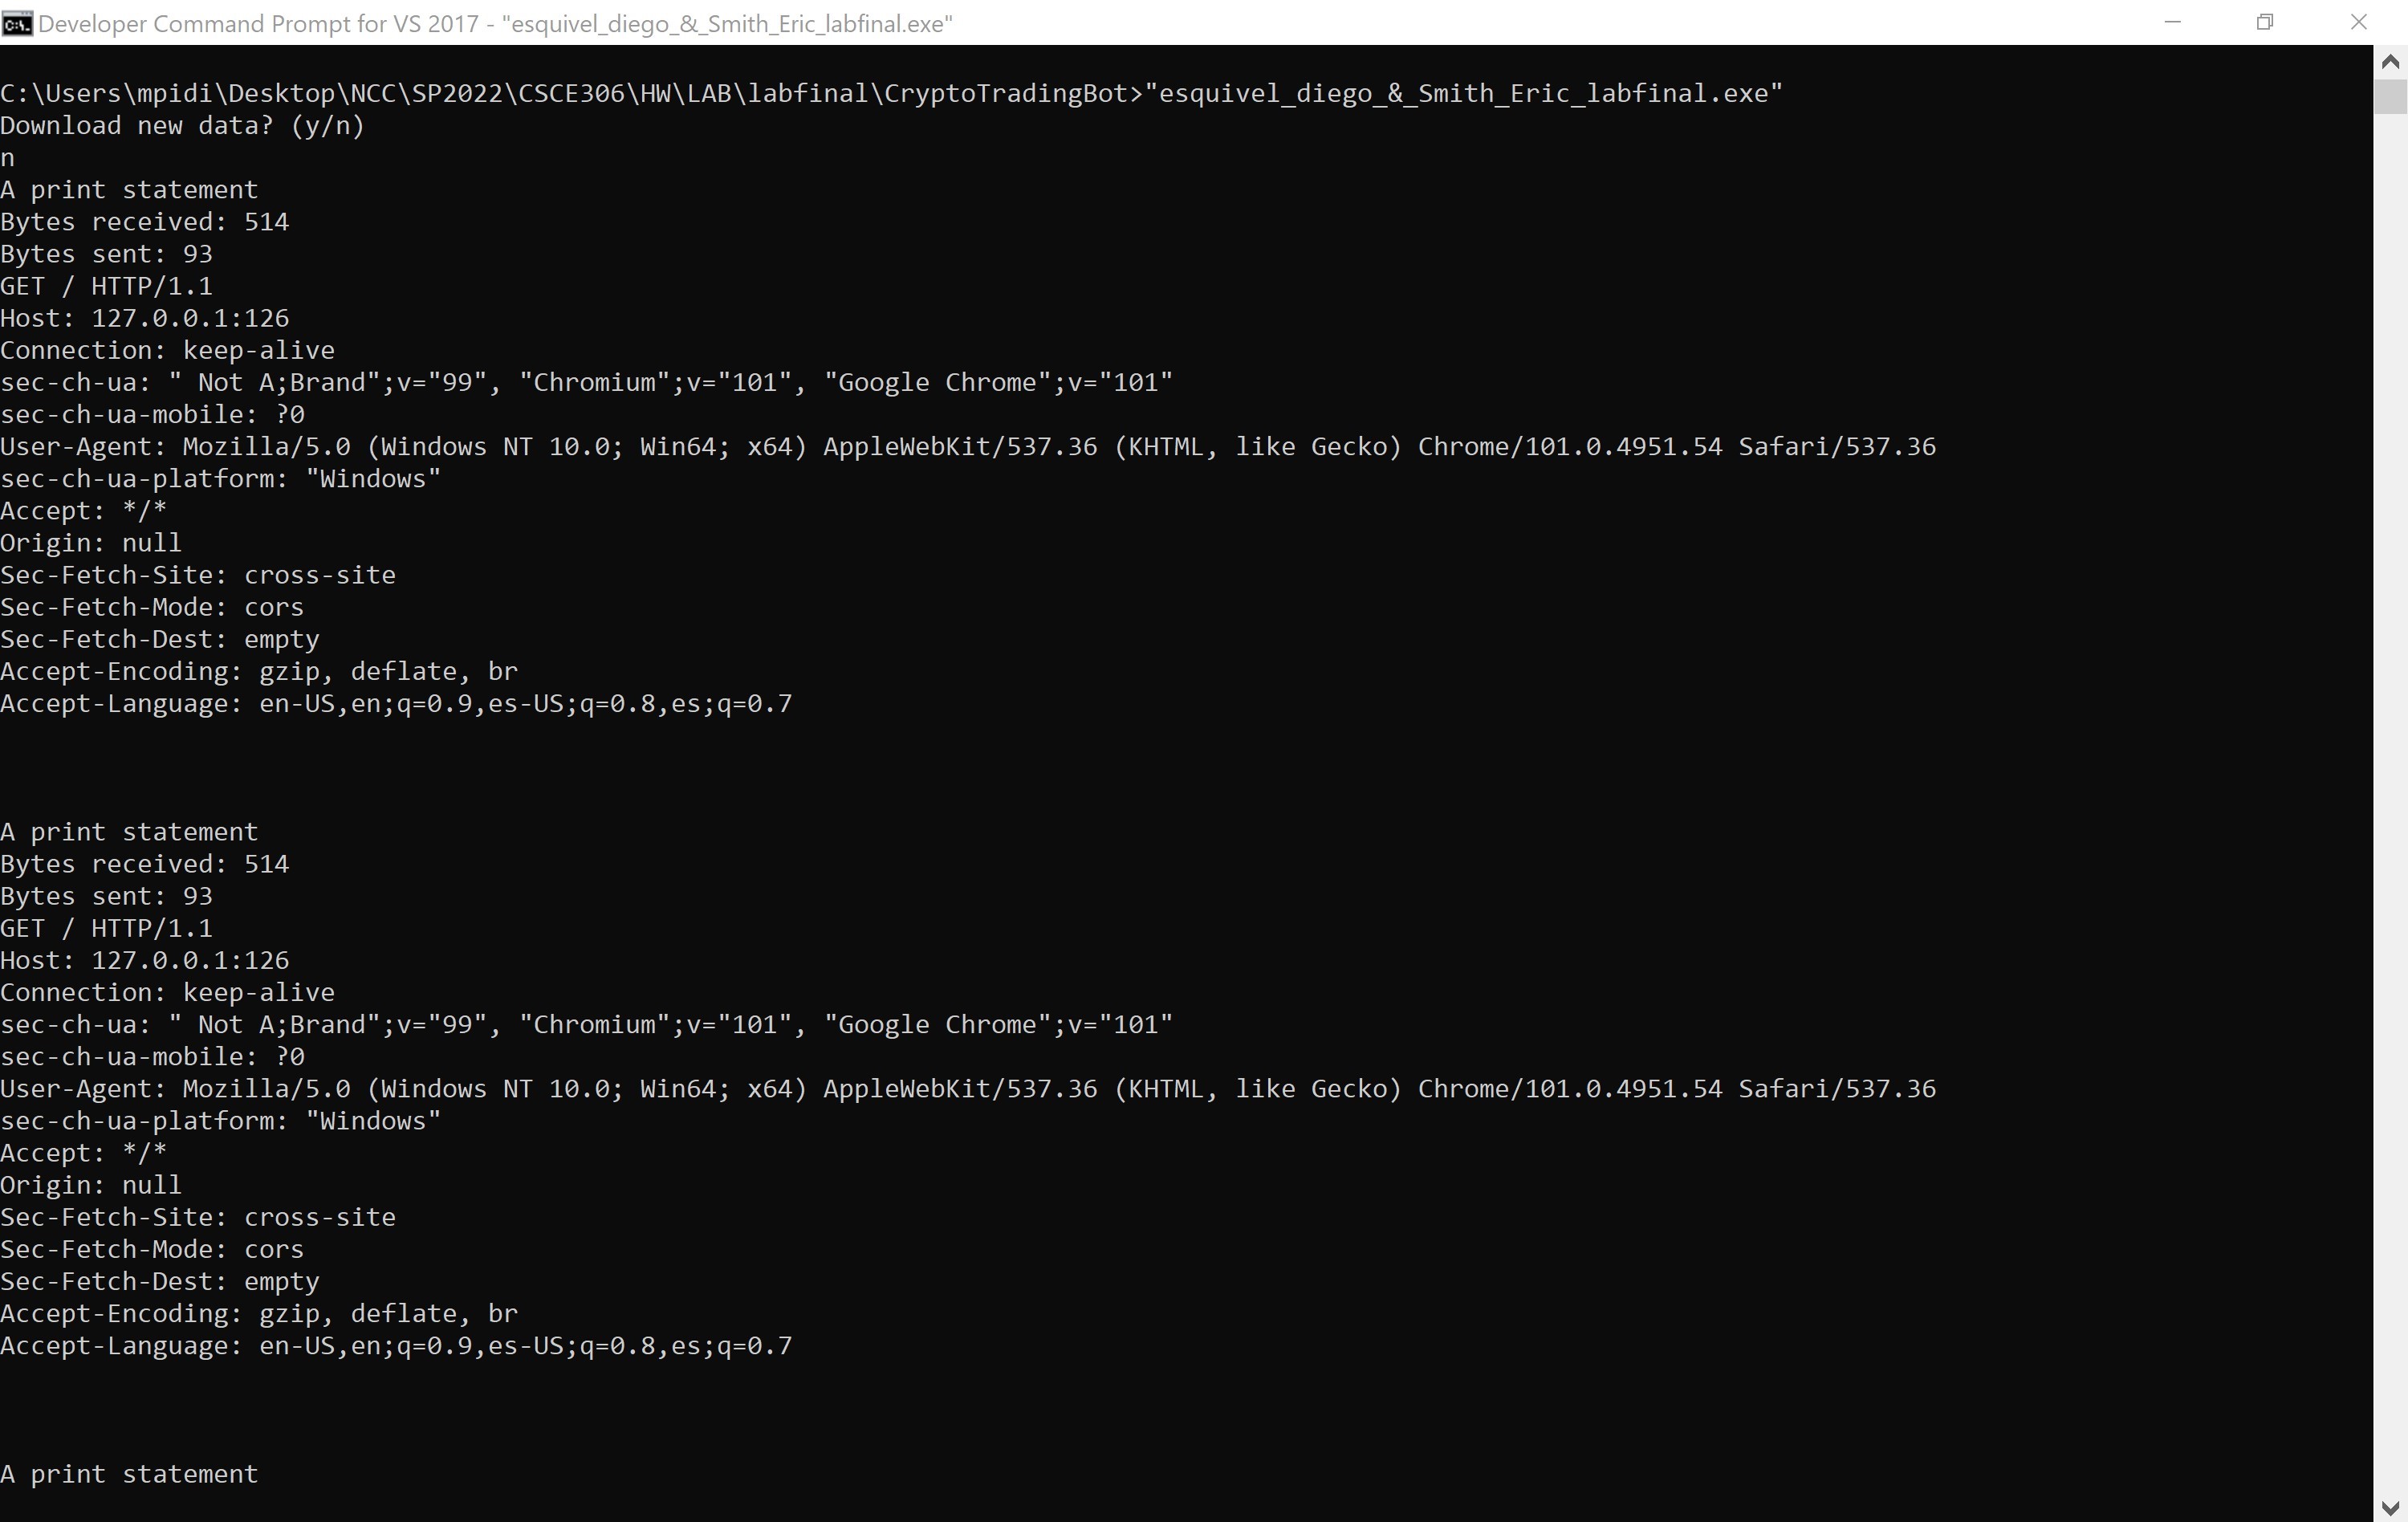 Developer Command Prompt for VS 2017 - "esquivel_diego_&_Smith_Eric_labfinal.exe"
C:\Users\mpidi\Desktop\NCC\SP2022\CSCE306\HW\LAB\labfinal\CryptoTradingBot>"esquivel_diego_&_Smith_Eric_labfinal.exe"
Download new data? (y/n)
n
A print statement
Bytes received: 514
Bytes sent: 93
GET / HTTP/1.1
Host: 127.0.0.1:126
Connection: keep-alive
sec-ch-ua: " Not A;Brand";v="99", "Chromium";v="101", "Google Chrome";v="101"
sec-ch-ua-mobile: ?0
User-Agent: Mozilla/5.0 (Windows NT 10.0; Win64; x64) AppleWebKit/537.36 (KHTML, like Gecko) Chrome/101.0.4951.54 Safari/537.36
sec-ch-ua-platform: "Windows"
Accept: */*
Origin: null
Sec-Fetch-Site: cross-site
Sec-Fetch-Mode: cors
Sec-Fetch-Dest: empty
Accept-Encoding: gzip, deflate, br
Accept-Language: en-US,en;q=0.9,es-US;q=0.8,es;q=0.7
A print statement
Bytes received: 514
Bytes sent: 93
GET / HTTP/1.1
Host: 127.0.0.1:126
Connection: keep-alive
sec-ch-ua: " Not A;Brand";v="99", "Chromium";v="101", "Google Chrome";v="101"
sec-ch-ua-mobile: ?0
User-Agent: Mozilla/5.0 (Windows NT 10.0; Win64; x64) AppleWebKit/537.36 (KHTML, like Gecko) Chrome/101.0.4951.54 Safari/537.36
sec-ch-ua-platform: "Windows"
Accept: */*
Origin: null
Sec-Fetch-Site: cross-site
Sec-Fetch-Mode: cors
Sec-Fetch-Dest: empty
Accept-Encoding: gzip, deflate, br
Accept-Language: en-US,en;q=0.9,es-US;q=0.8,es;q=0.7
A print statement